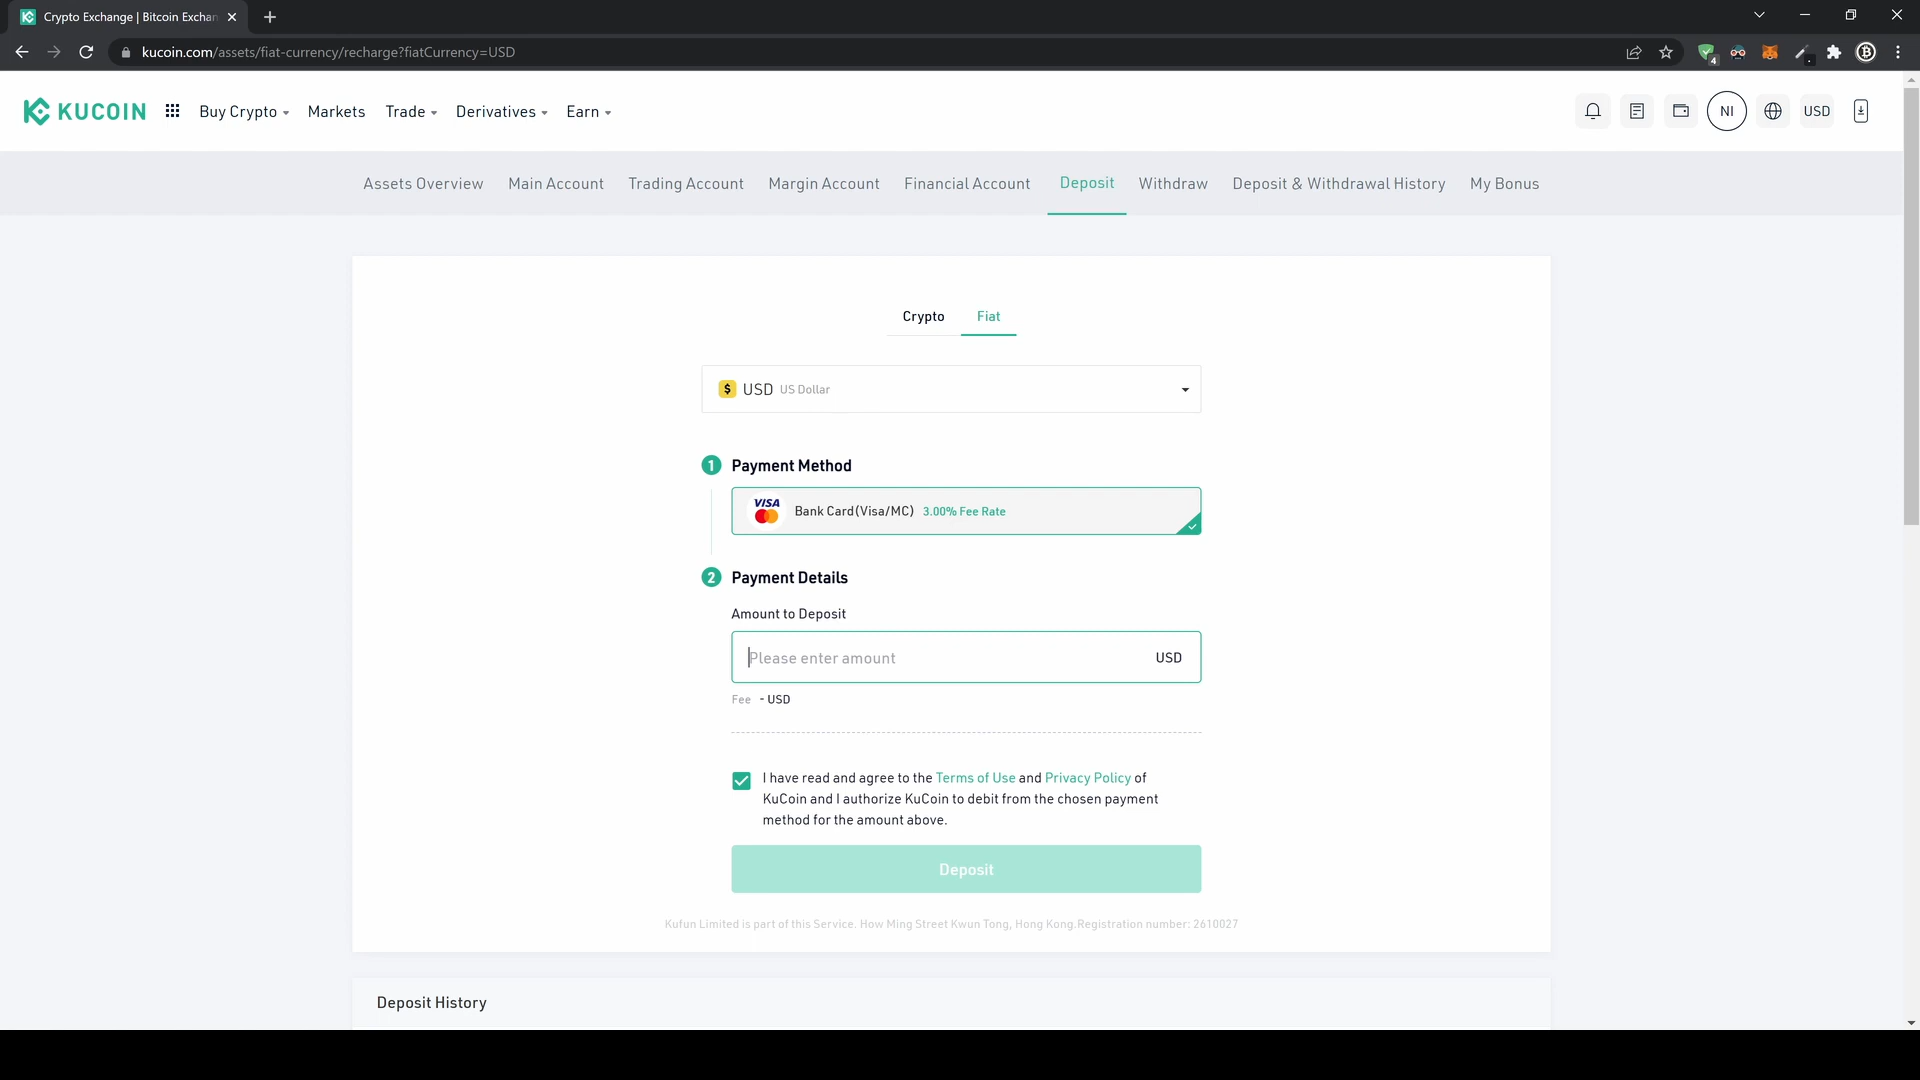 Crypto Exchange | Bitcoin Exchan
kucoin.com/assets/fiat-currency/recharge?fiatCurrency=USD
4
KUCOIN
Buy Crypto
Markets
Trade
Derivatives
Earn
NI
USD
Assets Overview
Main Account
Trading Account
Margin Account
Financial Account
Deposit
Withdraw
Deposit & Withdrawal History
My Bonus
Crypto
Fiat
$ USD US Dollar
1 Payment Method
VISA Bank Card(Visa/MC) 3.00% Fee Rate
2 Payment Details
Amount to Deposit
Please enter amount USD
Fee - USD
I have read and agree to the Terms of Use and Privacy Policy of
KuCoin and I authorize KuCoin to debit from the chosen payment
method for the amount above.
Deposit
Kufun Limited is part of this Service. How Ming Street Kwun Tong, Hong Kong.Registration number: 2610027
Deposit History